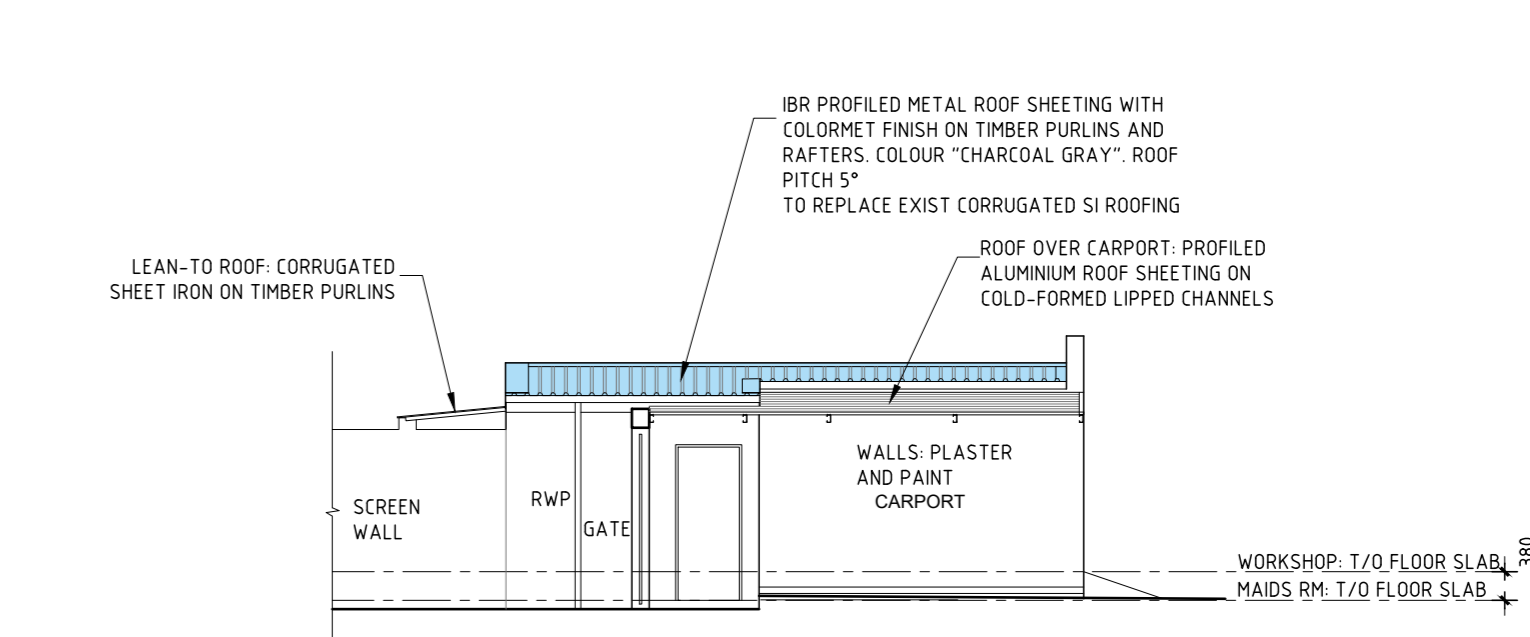 IBR PROFILED METAL ROOF SHEETING WITH
COLORMET FINISH ON TIMBER PURLINS AND
RAFTERS. COLOUR "CHARCOAL GRAY". ROOF
PITCH 5°
TO REPLACE EXIST CORRUGATED SI ROOFING
ROOF OVER CARPORT: PROFILED
ALUMINIUM ROOF SHEETING ON
COLD-FORMED LIPPED CHANNELS
LEAN-TO ROOF: CORRUGATED
SHEET IRON ON TIMBER PURLINS
WALLS: PLASTER
AND PAINT
CARPORT
RWP
SCREEN
WALL
GATE
WORKSHOP: T/O FLOOR SLAB
MAIDS RM: T/O FLOOR SLAB
380